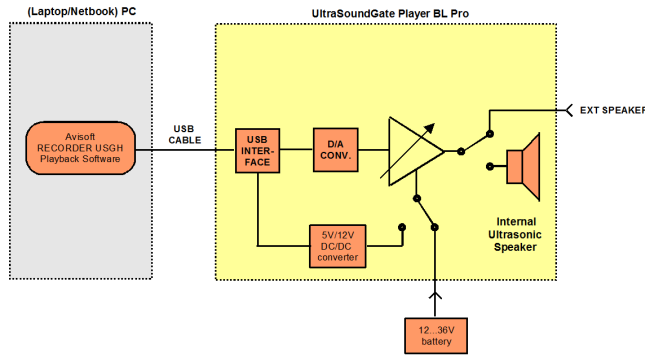 (Laptop/Netbook) PC
UltraSoundGate Player BL Pro
Avisoft
RECORDER USGH
Playback Software
USB
CABLE
USB
INTER-
FACE
D/A
CONV.
EXT SPEAKER
Internal
Ultrasonic
Speaker
5V/12V
DC/DC
converter
12...36V
battery